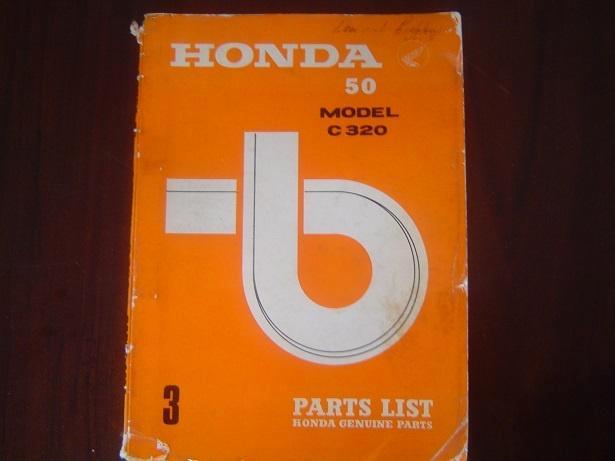 HONDA
50
MODEL
C 320
3
PARTS LIST
HONDA GENUINE PARTS